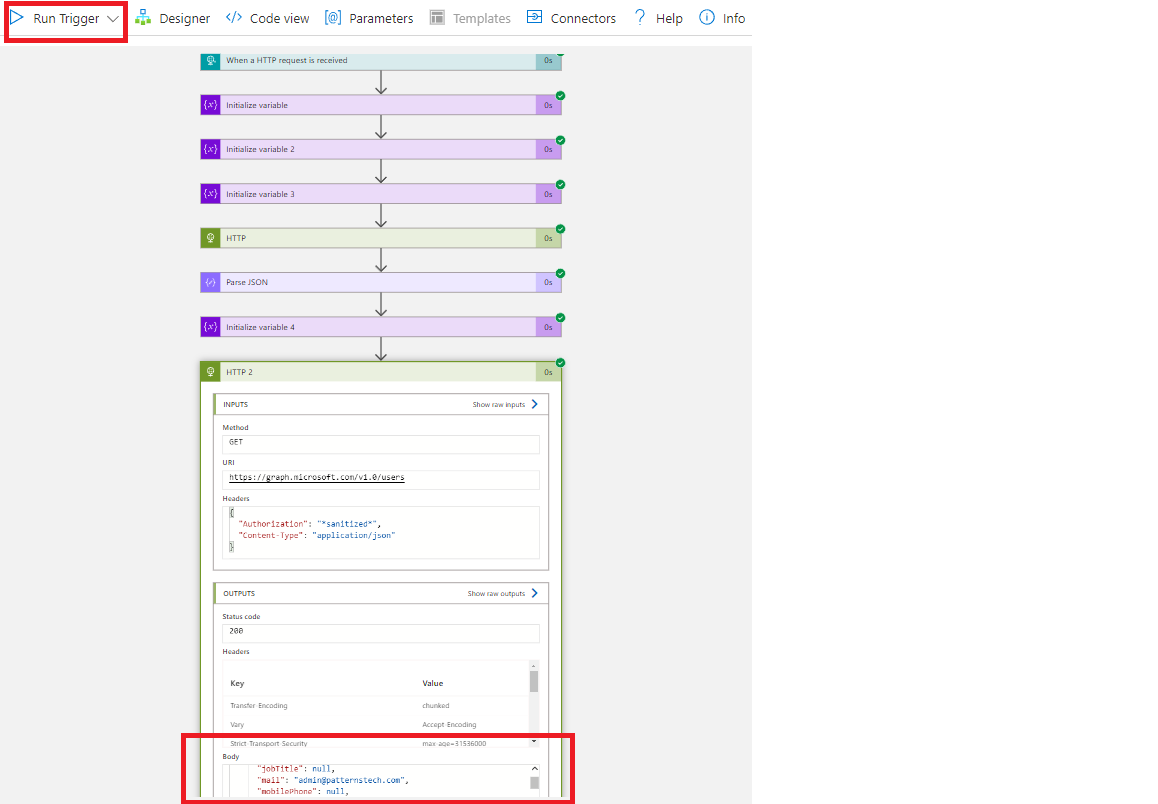 Run Trigger Designer </> Code view [@] Parameters Templates Connectors ? Help Info
When a HTTP request is received 0s
{x} Initialize variable 0s
{x} Initialize variable 2 0s
{x} Initialize variable 3 0s
HTTP 0s
Parse JSON 0s
{x} Initialize variable 4 0s
HTTP 2 0s
INPUTS Show raw inputs
Method
GET
URI
https://graph.microsoft.com/v1.0/users
Headers
{
"Authorization": "*sanitized*",
"Content-Type": "application/json"
}
OUTPUTS Show raw outputs
Status code
200
Headers
Key Value
Transfer-Encoding chunked
Vary Accept-Encoding
Strict-Transport-Security max-age=31536000
Body
"jobTitle": null,
"mail": "admin@patternstech.com",
"mobilePhone": null,